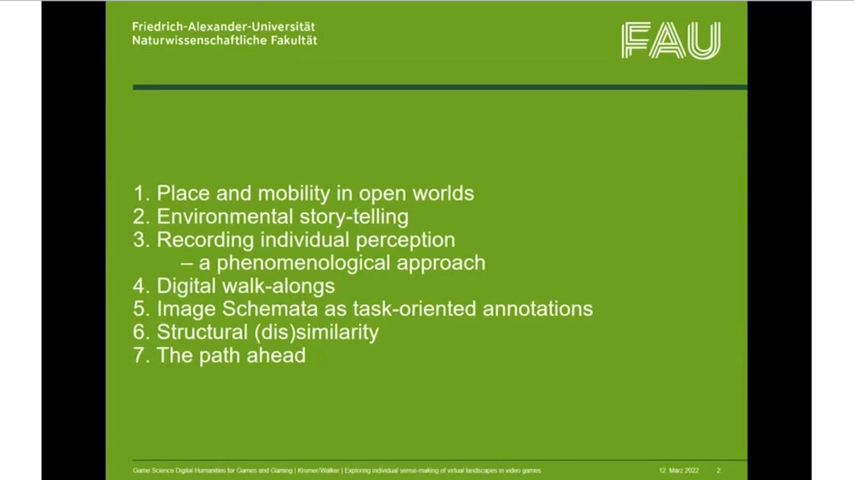 Friedrich-Alexander-Universität
Naturwissenschaftliche Fakultät
FAU
1. Place and mobility in open worlds
2. Environmental story-telling
3. Recording individual perception
– a phenomenological approach
4. Digital walk-alongs
5. Image Schemata as task-oriented annotations
6. Structural (dis)similarity
7. The path ahead
Game Science Digital Humanities for Games and Gaming | Kremer/Walker | Exploring individual sense-making of virtual landscapes in video games
12. März 2022
2